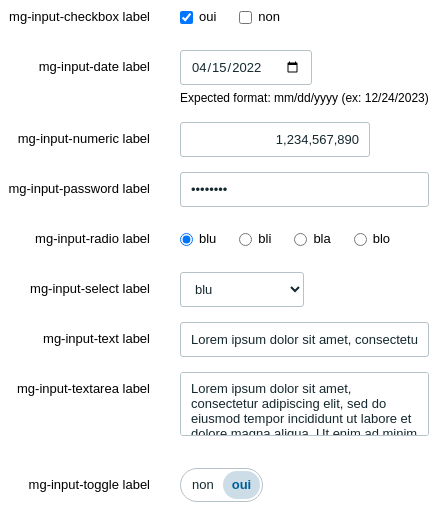 mg-input-checkbox label oui non
mg-input-date label 04/15/2022
Expected format: mm/dd/yyyy (ex: 12/24/2023)
mg-input-numeric label 1,234,567,890
mg-input-password label ••••••••
mg-input-radio label blu bli bla blo
mg-input-select label blu
mg-input-text label Lorem ipsum dolor sit amet, consectetu
mg-input-textarea label Lorem ipsum dolor sit amet,
consectetur adipiscing elit, sed do
eiusmod tempor incididunt ut labore et
dolore magna aliqua. Ut enim ad minim
mg-input-toggle label non oui